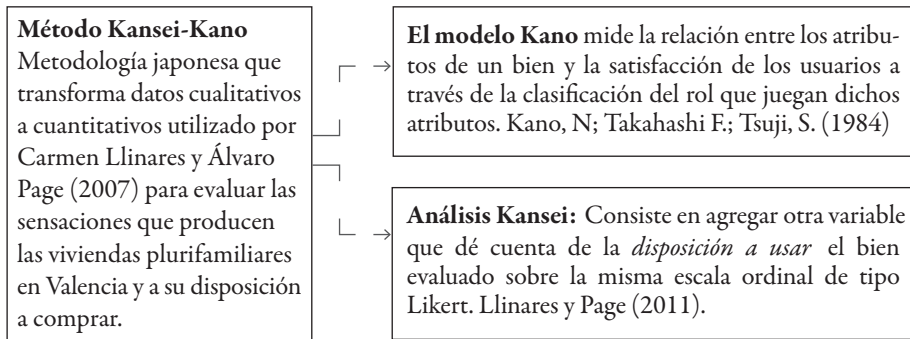 Método Kansei-Kano
Metodología japonesa que
transforma datos cualitativos
a cuantitativos utilizado por
Carmen Llinares y Álvaro
Page (2007) para evaluar las
sensaciones que producen
las viviendas plurifamiliares
en Valencia y a su disposición
a comprar.
El modelo Kano mide la relación entre los atribu-
tos de un bien y la satisfacción de los usuarios a
través de la clasificación del rol que juegan dichos
atributos. Kano, N; Takahashi F.; Tsuji, S. (1984)
Análisis Kansei: Consiste en agregar otra variable
que dé cuenta de la disposición a usar el bien
evaluado sobre la misma escala ordinal de tipo
Likert. Llinares y Page (2011).